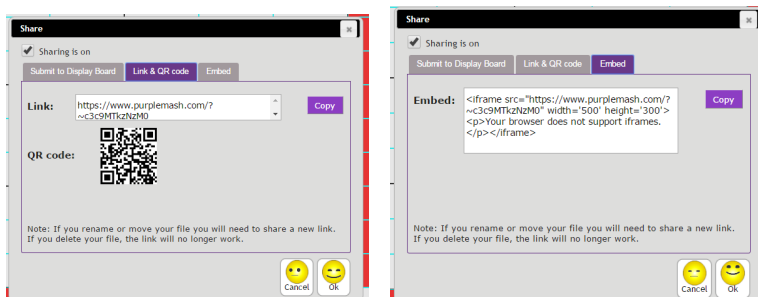 Share
Sharing is on
Submit to Display Board Link & QR code Embed
Link: https://www.purplemash.com/? Copy
~c3c9MTkzNzM0
QR code:
Note: If you rename or move your file you will need to share a new link.
If you delete your file, the link will no longer work.
Cancel Ok
Share
Sharing is on
Submit to Display Board Link & QR code Embed
Embed: <iframe src="https://www.purplemash.com/? Copy
~c3c9MTkzNzM0" width='500' height='300'>
<p>Your browser does not support iframes.
</p></iframe>
Note: If you rename or move your file you will need to share a new link.
If you delete your file, the link will no longer work.
Cancel Ok